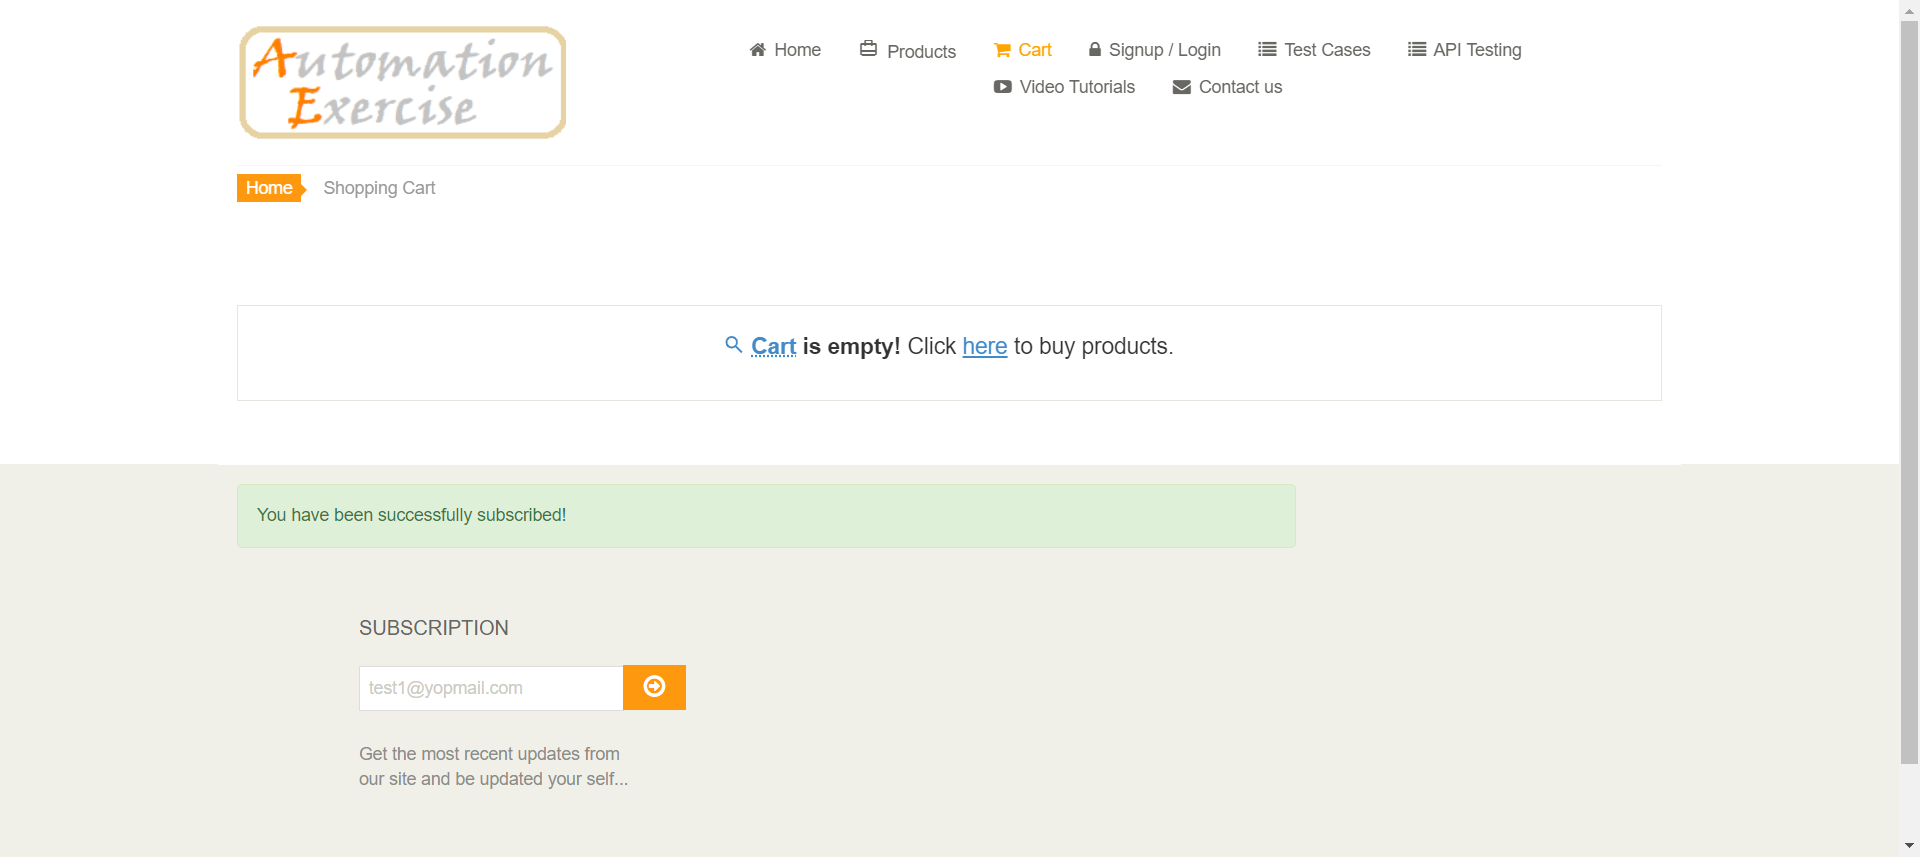 Automation
Exercise
Home
Products
Cart
Signup / Login
Test Cases
API Testing
Video Tutorials
Contact us
Home
Shopping Cart
Cart is empty! Click here to buy products.
You have been successfully subscribed!
SUBSCRIPTION
test1@yopmail.com
Get the most recent updates from
our site and be updated your self...